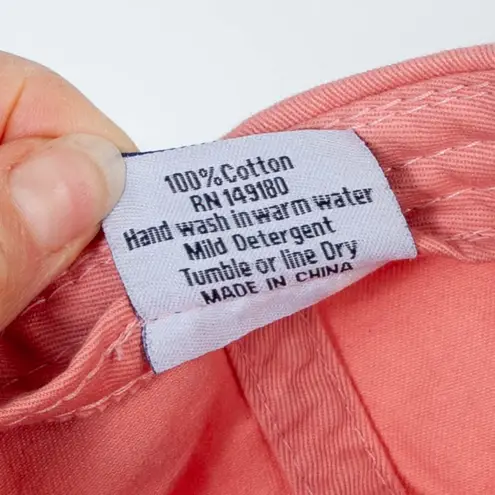 100%Cotton
RN 149180
Hand wash in warm water
Mild Detergent
Tumble or line Dry
MADE IN CHINA